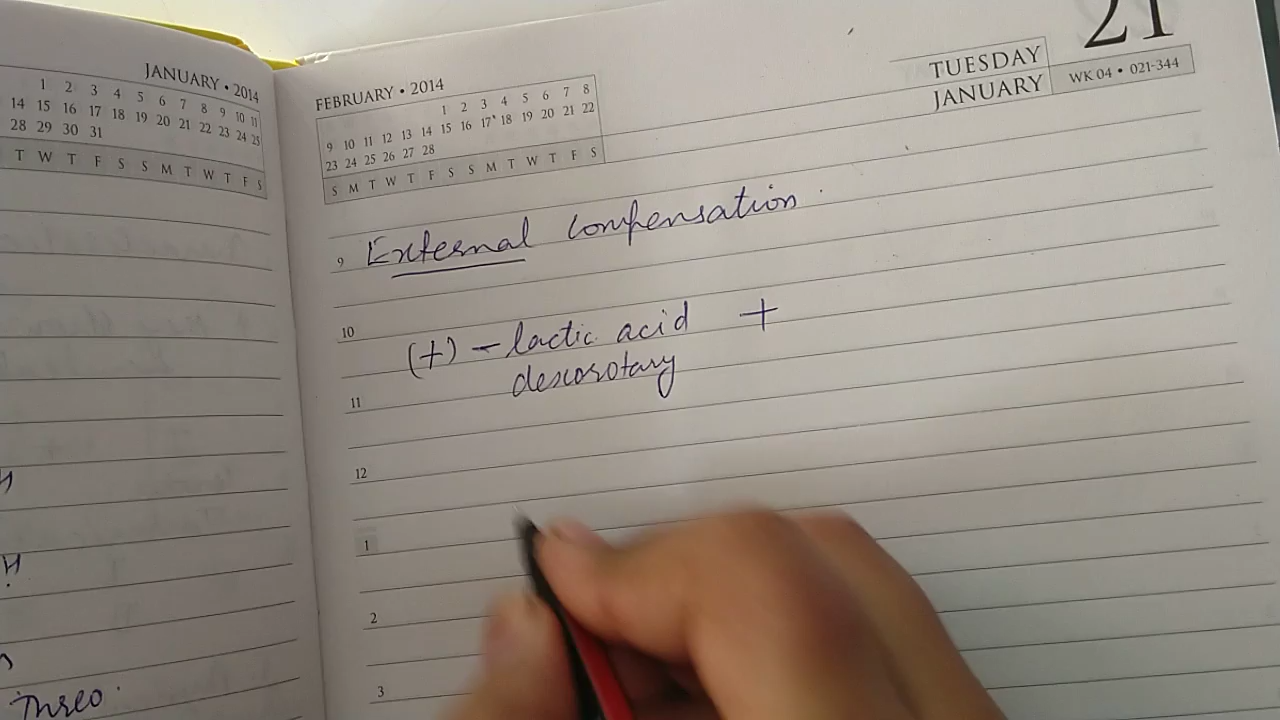 JANUARY • 2014
1 2 3 4 5 6 7 8 9 10 11
14 15 16 17 18 19 20 21 22 23 24 25
28 29 30 31
T W T F S S M T W T F S
Threo.
FEBRUARY • 2014
1 2 3 4 5 6 7 8
9 10 11 12 13 14 15 16 17 18 19 20 21 22
23 24 25 26 27 28
S M T W T F S S M T W T F S
21
TUESDAY
JANUARY
WK 04 • 021-344
9 External compensation.
10
(+) - lactic acid +
11 dexorotary
12
1
2
3